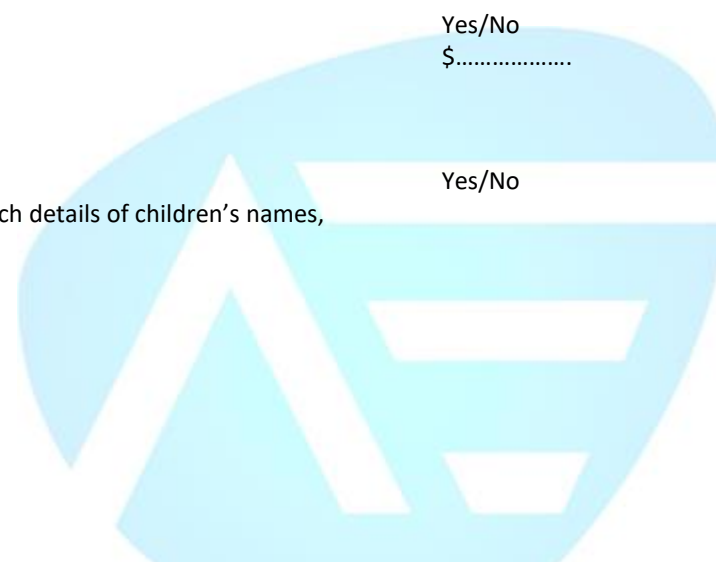 Yes/No
$……………….
Yes/No
ch details of children’s names,